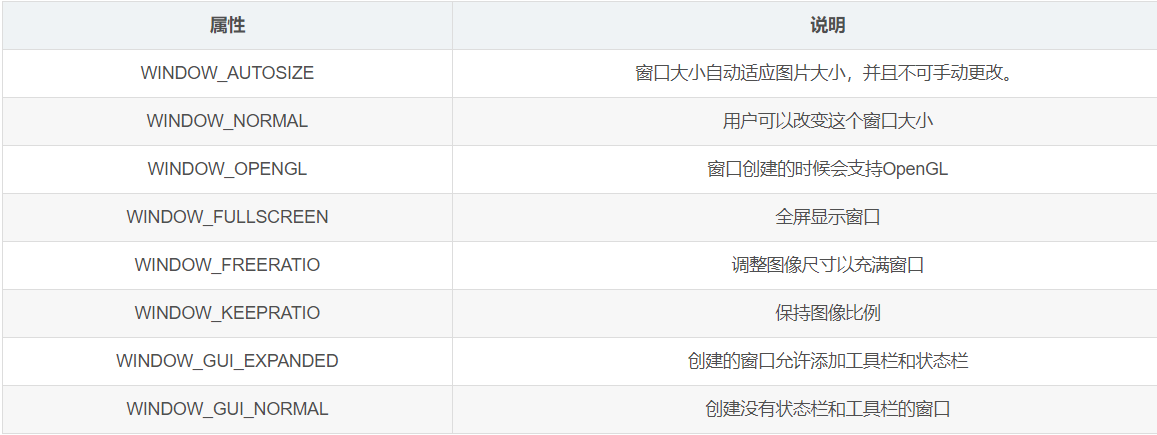 属性 说明
WINDOW_AUTOSIZE 窗口大小自动适应图片大小，并且不可手动更改。
WINDOW_NORMAL 用户可以改变这个窗口大小
WINDOW_OPENGL 窗口创建的时候会支持OpenGL
WINDOW_FULLSCREEN 全屏显示窗口
WINDOW_FREERATIO 调整图像尺寸以充满窗口
WINDOW_KEEPRATIO 保持图像比例
WINDOW_GUI_EXPANDED 创建的窗口允许添加工具栏和状态栏
WINDOW_GUI_NORMAL 创建没有状态栏和工具栏的窗口